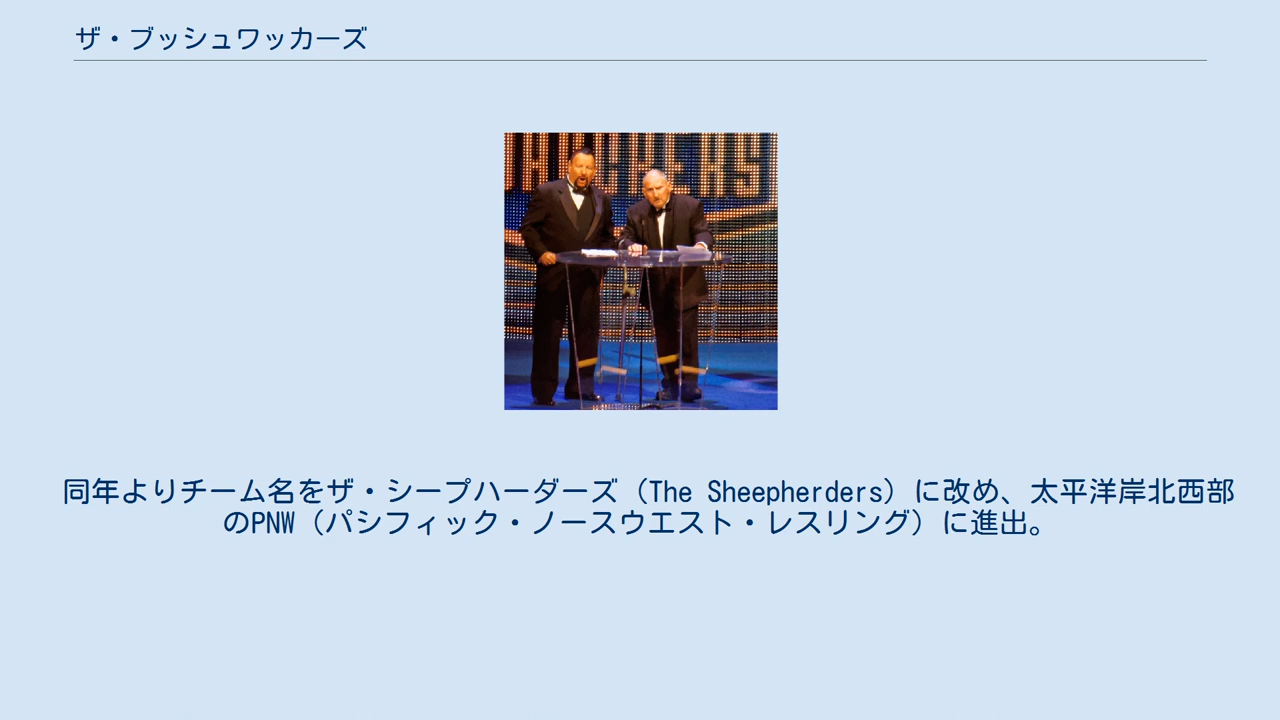 ザ・ブッシュワッカーズ
同年よりチーム名をザ・シープハーダーズ（The Sheepherders）に改め、太平洋岸北西部
のPNW（パシフィック・ノースウエスト・レスリング）に進出。